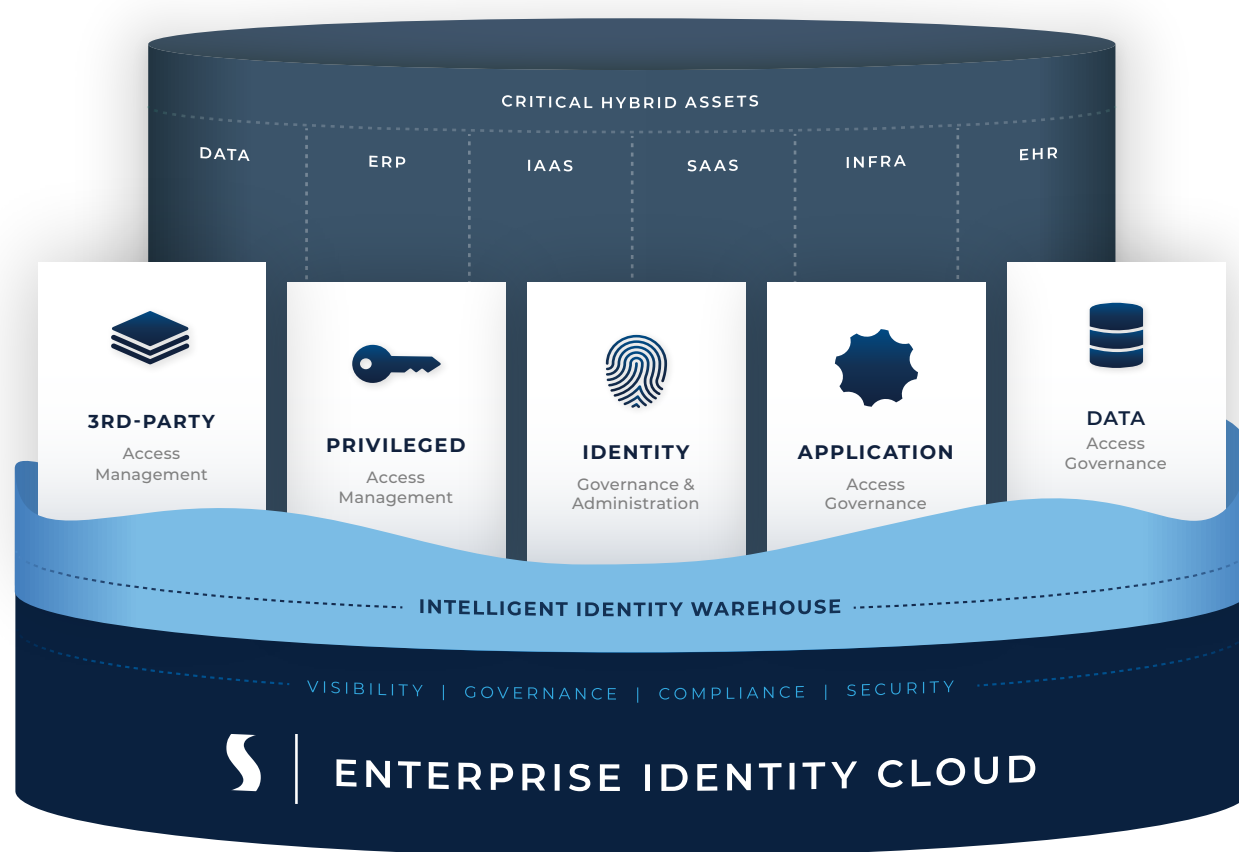 CRITICAL HYBRID ASSETS
DATA
ERP
IAAS
SAAS
INFRA
EHR
3RD-PARTY
Access
Management
PRIVILEGED
Access
Management
IDENTITY
Governance &
Administration
APPLICATION
Access
Governance
DATA
Access
Governance
INTELLIGENT IDENTITY WAREHOUSE
VISIBILITY | GOVERNANCE | COMPLIANCE | SECURITY
S | ENTERPRISE IDENTITY CLOUD